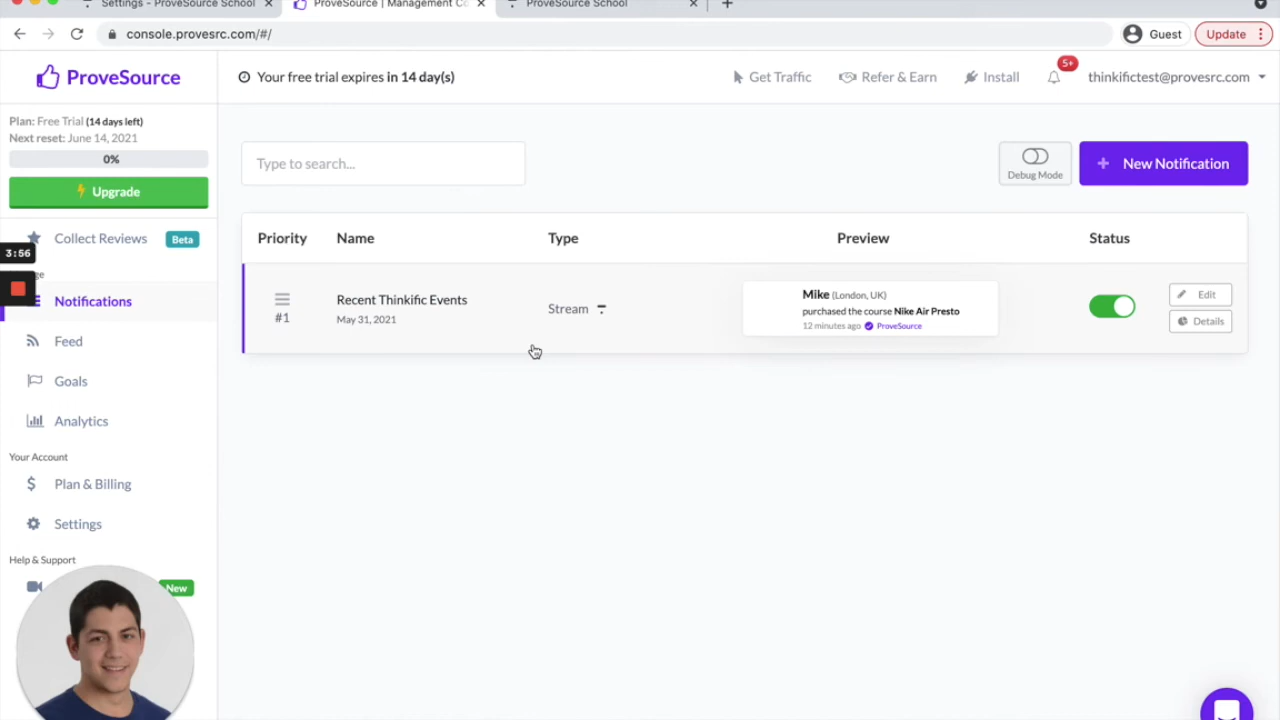 Settings - ProveSource School
ProveSource | Management Co
ProveSource School
console.provesrc.com/#/
Guest
Update
ProveSource
Your free trial expires in 14 day(s)
Get Traffic
Refer & Earn
Install
5+
thinkifictest@provesrc.com
Plan: Free Trial (14 days left)
Next reset: June 14, 2021
0%
Upgrade
Type to search...
Debug Mode
+ New Notification
Collect Reviews
Beta
3:56
Notifications
Feed
Goals
Analytics
Your Account
Plan & Billing
Settings
Help & Support
New
Priority
Name
Type
Preview
Status
#1
Recent Thinkific Events
May 31, 2021
Stream
Mike (London, UK)
purchased the course Nike Air Presto
12 minutes ago ProveSource
Edit
Details